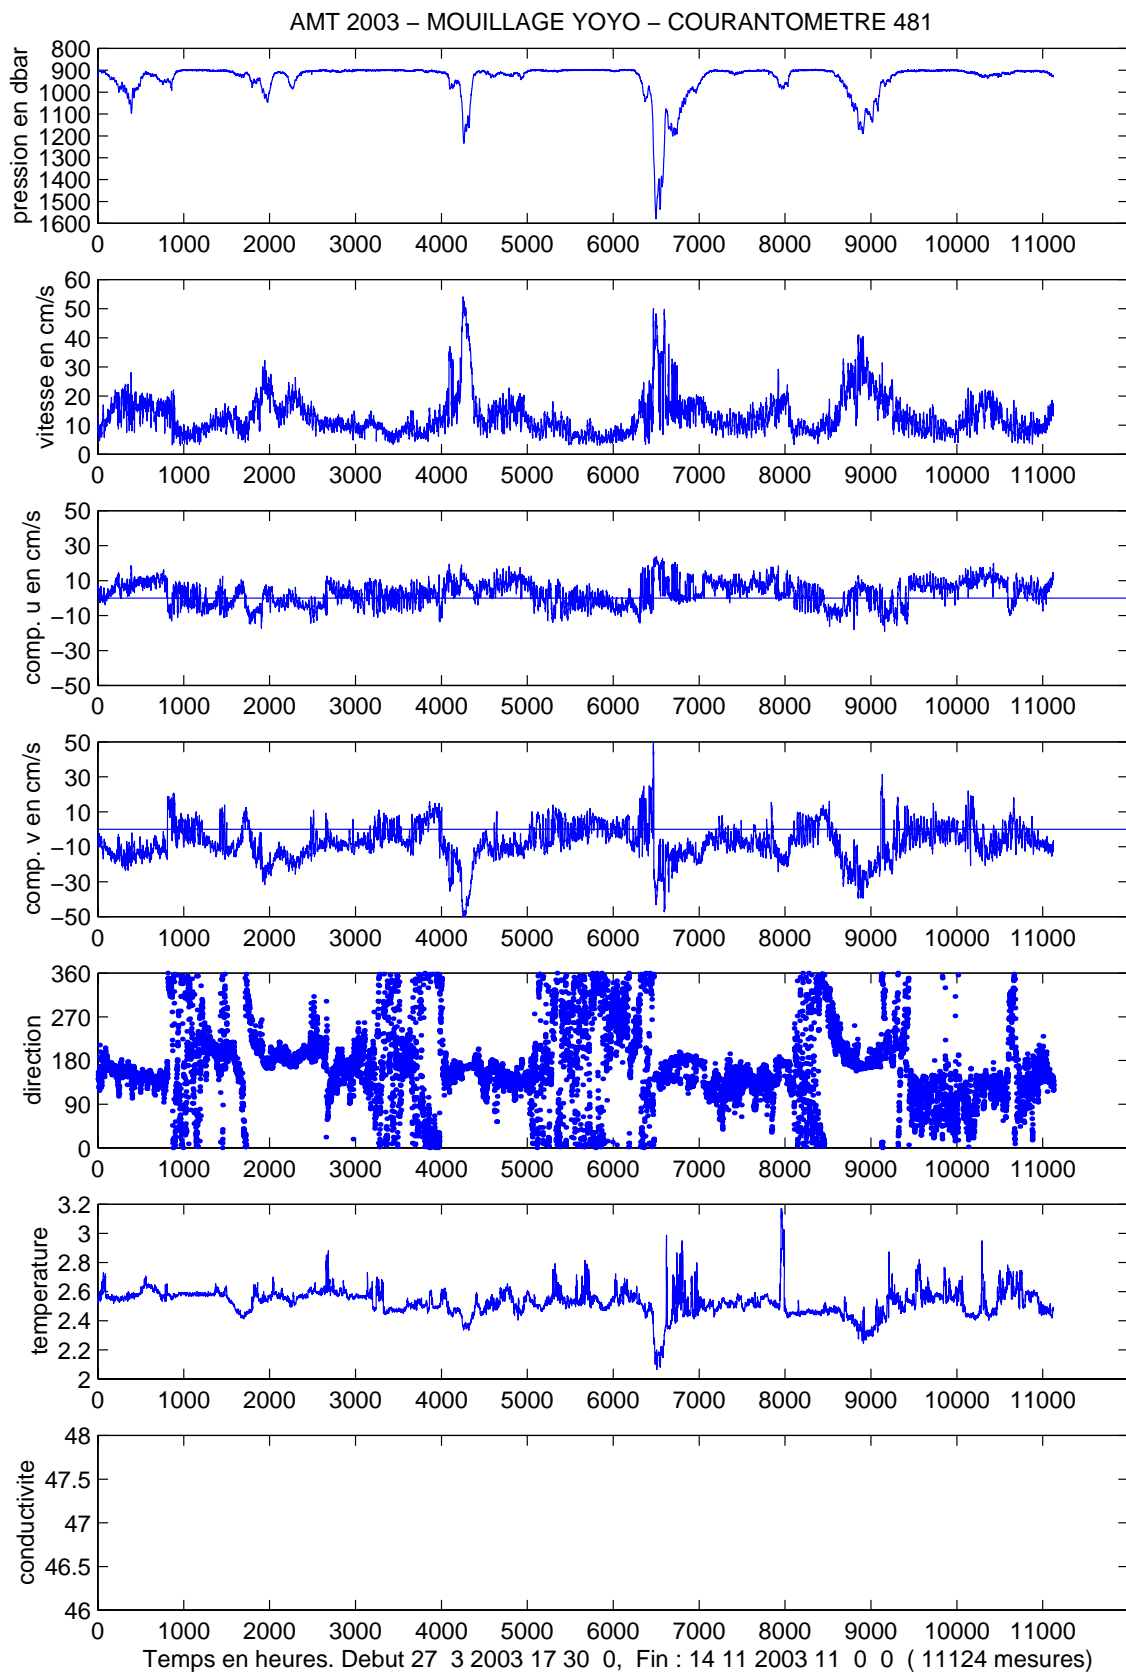 AMT 2003 – MOUILLAGE YOYO – COURANTOMETRE 481
pression en dbar
800
900
1000
1100
1200
1300
1400
1500
1600
0 1000 2000 3000 4000 5000 6000 7000 8000 9000 10000 11000
vitesse en cm/s
60
50
40
30
20
10
0
0 1000 2000 3000 4000 5000 6000 7000 8000 9000 10000 11000
comp. u en cm/s
50
30
10
–10
–30
–50
0 1000 2000 3000 4000 5000 6000 7000 8000 9000 10000 11000
comp. v en cm/s
50
30
10
–10
–30
–50
0 1000 2000 3000 4000 5000 6000 7000 8000 9000 10000 11000
direction
360
270
180
90
0
0 1000 2000 3000 4000 5000 6000 7000 8000 9000 10000 11000
temperature
3.2
3
2.8
2.6
2.4
2.2
2
0 1000 2000 3000 4000 5000 6000 7000 8000 9000 10000 11000
conductivite
48
47.5
47
46.5
46
0 1000 2000 3000 4000 5000 6000 7000 8000 9000 10000 11000
Temps en heures. Debut 27 3 2003 17 30 0, Fin : 14 11 2003 11 0 0 ( 11124 mesures)